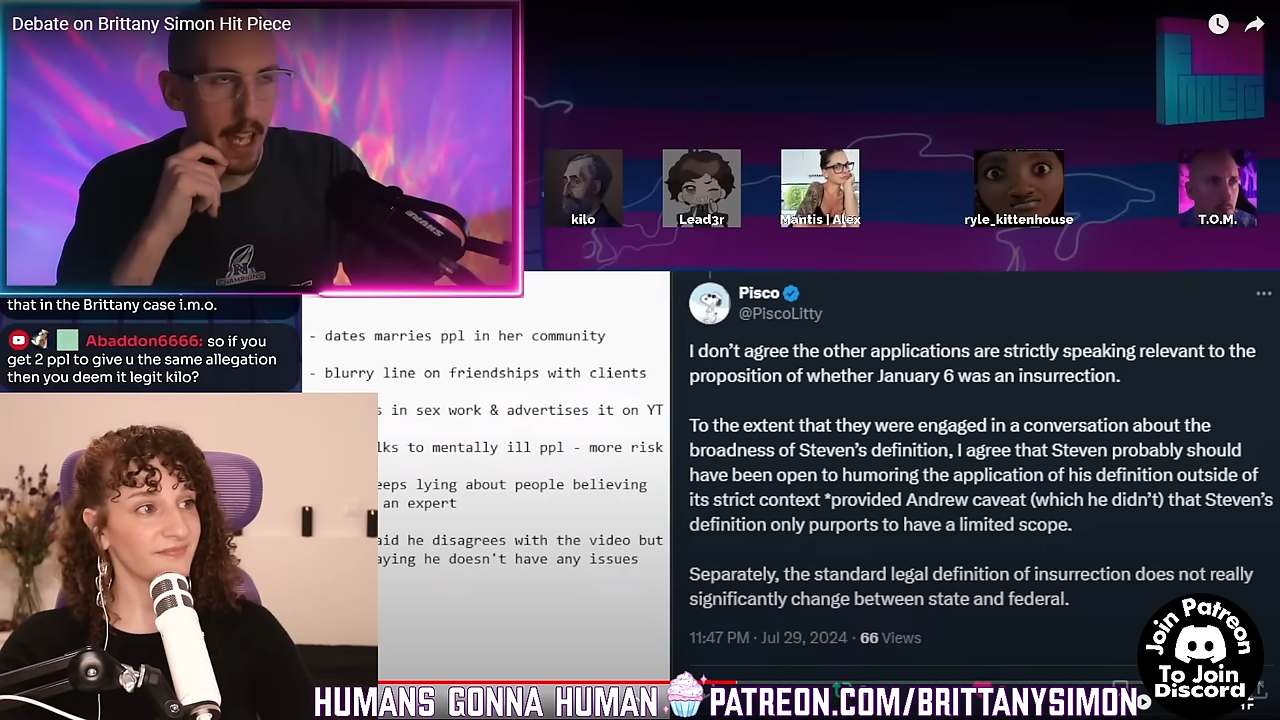 Debate on Brittany Simon Hit Piece
kilo
Lead3r
Mantis | Alex
ryle_kittenhouse
T.O.M.
that in the Brittany case i.m.o.
Abaddon6666: so if you
get 2 ppl to give u the same allegation
then you deem it legit kilo?
- dates marries ppl in her community
- blurry line on friendships with clients
in sex work & advertises it on YT
to mentally ill ppl - more risk
lying about people believing
an expert
he disagrees with the video but
he doesn't have any issues
Pisco
@PiscoLitty
I don't agree the other applications are strictly speaking relevant to the
proposition of whether January 6 was an insurrection.
To the extent that they were engaged in a conversation about the
broadness of Steven's definition, I agree that Steven probably should
have been open to humoring the application of his definition outside of
its strict context *provided Andrew caveat (which he didn't) that Steven's
definition only purports to have a limited scope.
Separately, the standard legal definition of insurrection does not really
significantly change between state and federal.
11:47 PM · Jul 29, 2024 · 66 Views
Join Patreon
To Join
Discord
HUMANS GONNA HUMAN
PATREON.COM/BRITTANYSIMON